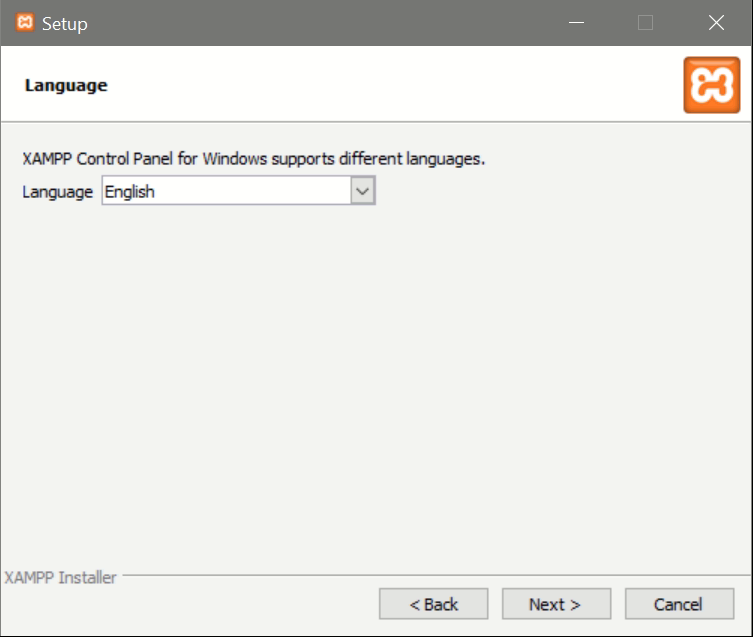 Setup
Language
XAMPP Control Panel for Windows supports different languages.
Language English
XAMPP Installer
< Back Next > Cancel